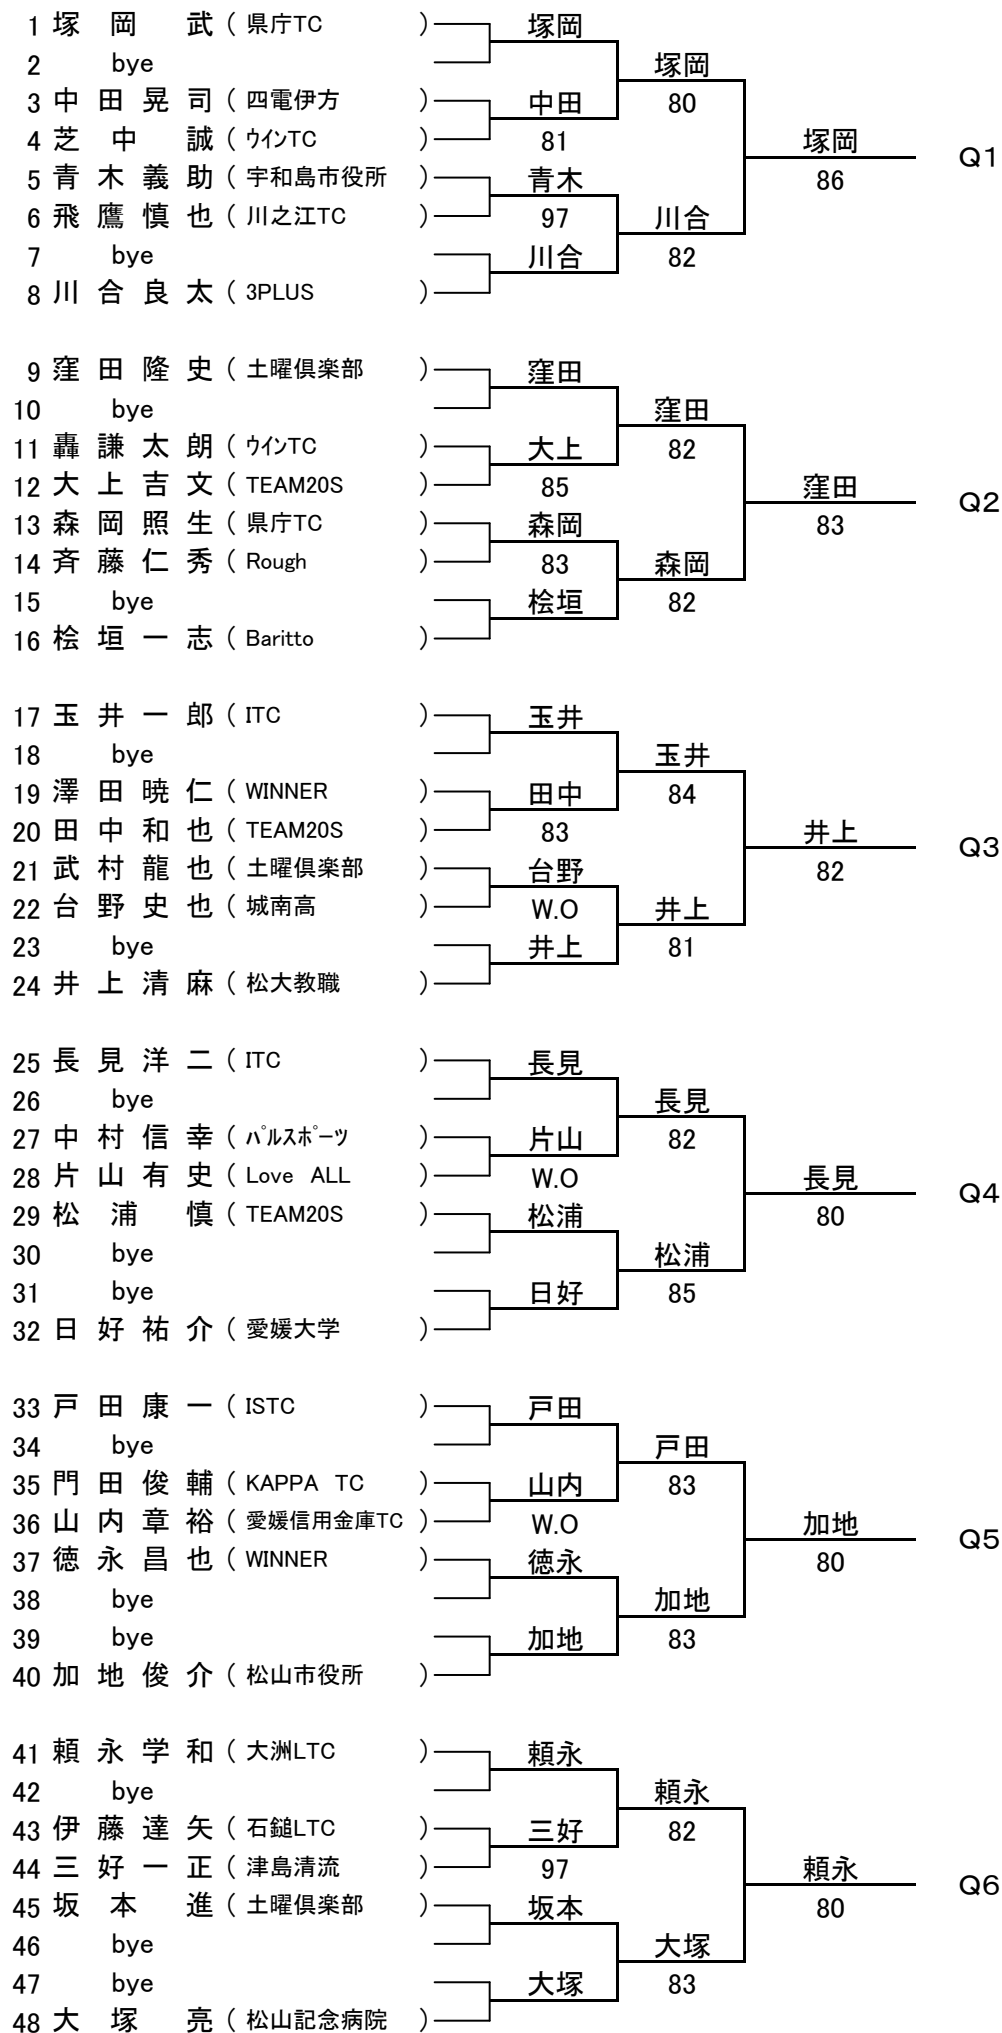 1 塚 岡 武 ( 県庁TC ) 塚岡
2 bye 塚岡
3 中 田 晃 司 ( 四電伊方 ) 中田 80
4 芝 中 誠 ( ウインTC ) 81 塚岡 Q1
5 青 木 義 助 ( 宇和島市役所 ) 青木 86
6 飛 鷹 慎 也 ( 川之江TC ) 97 川合
7 bye 川合 82
8 川 合 良 太 ( 3PLUS )
9 窪 田 隆 史 ( 土曜倶楽部 ) 窪田
10 bye 窪田
11 轟 謙 太 朗 ( ウインTC ) 大上 82
12 大 上 吉 文 ( TEAM20S ) 85 窪田 Q2
13 森 岡 照 生 ( 県庁TC ) 森岡 83
14 斉 藤 仁 秀 ( Rough ) 83 森岡
15 bye 桧垣 82
16 桧 垣 一 志 ( Baritto )
17 玉 井 一 郎 ( ITC ) 玉井
18 bye 玉井
19 澤 田 暁 仁 ( WINNER ) 田中 84
20 田 中 和 也 ( TEAM20S ) 83 井上 Q3
21 武 村 龍 也 ( 土曜倶楽部 ) 台野 82
22 台 野 史 也 ( 城南高 ) W.O 井上
23 bye 井上 81
24 井 上 清 麻 ( 松大教職 )
25 長 見 洋 二 ( ITC ) 長見
26 bye 長見
27 中 村 信 幸 ( パルスポーツ ) 片山 82
28 片 山 有 史 ( Love ALL ) W.O 長見 Q4
29 松 浦 慎 ( TEAM20S ) 松浦 80
30 bye 松浦
31 bye 日好 85
32 日 好 祐 介 ( 愛媛大学 )
33 戸 田 康 一 ( ISTC ) 戸田
34 bye 戸田
35 門 田 俊 輔 ( KAPPA TC ) 山内 83
36 山 内 章 裕 ( 愛媛信用金庫TC ) W.O 加地 Q5
37 徳 永 昌 也 ( WINNER ) 徳永 80
38 bye 加地
39 bye 加地 83
40 加 地 俊 介 ( 松山市役所 )
41 頼 永 学 和 ( 大洲LTC ) 頼永
42 bye 頼永
43 伊 藤 達 矢 ( 石鎚LTC ) 三好 82
44 三 好 一 正 ( 津島清流 ) 97 頼永 Q6
45 坂 本 進 ( 土曜倶楽部 ) 坂本 80
46 bye 大塚
47 bye 大塚 83
48 大 塚 亮 ( 松山記念病院 )